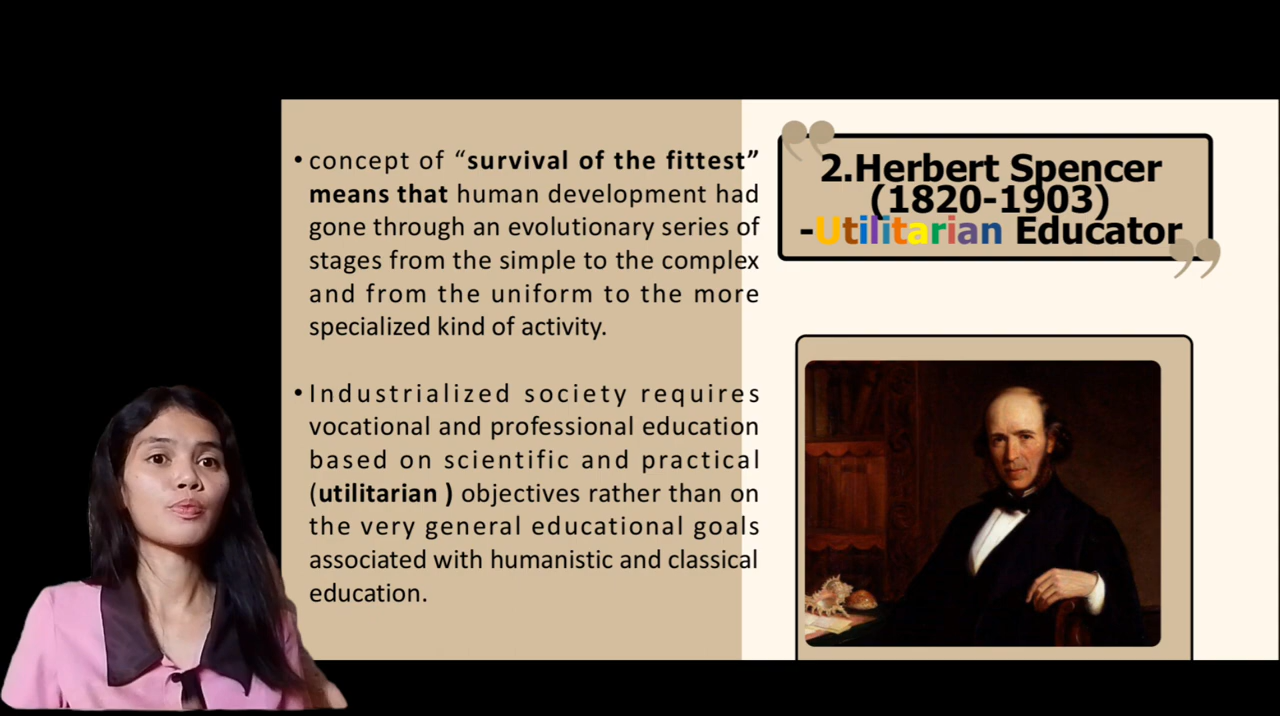 • concept of “survival of the fittest”
means that human development had
gone through an evolutionary series of
stages from the simple to the complex
and from the uniform to the more
specialized kind of activity.
• Industrialized society requires
vocational and professional education
based on scientific and practical
(utilitarian ) objectives rather than on
the very general educational goals
associated with humanistic and classical
education.
2.Herbert Spencer
(1820-1903)
-Utilitarian Educator